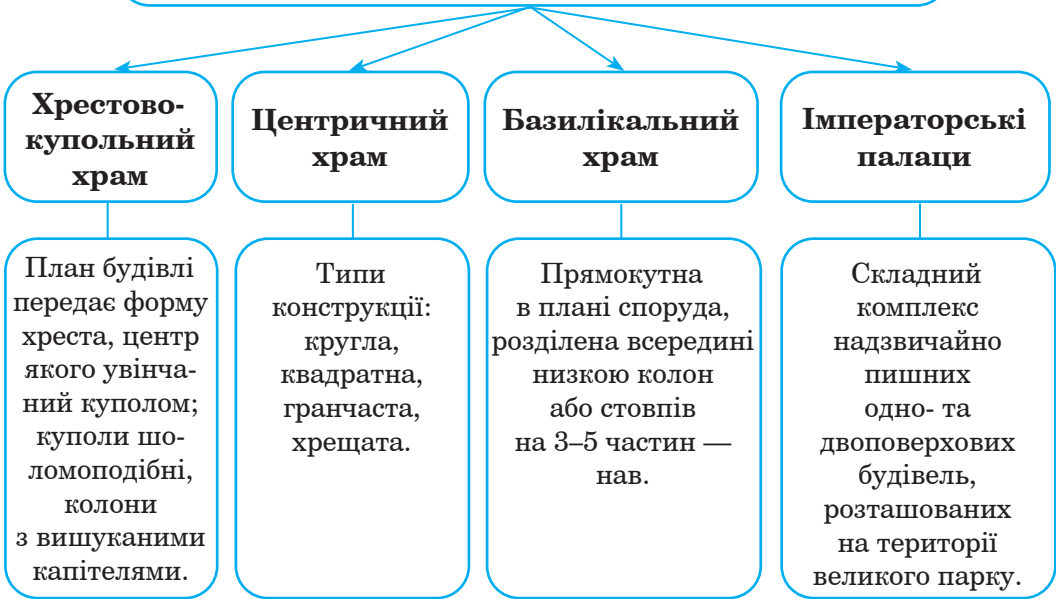 Хрестово-
купольний
храм
Центричний
храм
Базилікальний
храм
Імператорські
палаци
План будівлі
передає форму
хреста, центр
якого увінча-
ний куполом;
куполи шо-
ломоподібні,
колони
з вишуканими
капітелями.
Типи
конструкції:
кругла,
квадратна,
гранчаста,
хрещата.
Прямокутна
в плані споруда,
розділена всередині
низкою колон
або стовпів
на 3–5 частин —
нав.
Складний
комплекс
надзвичайно
пишних
одно- та
двоповерхових
будівель,
розташованих
на території
великого парку.